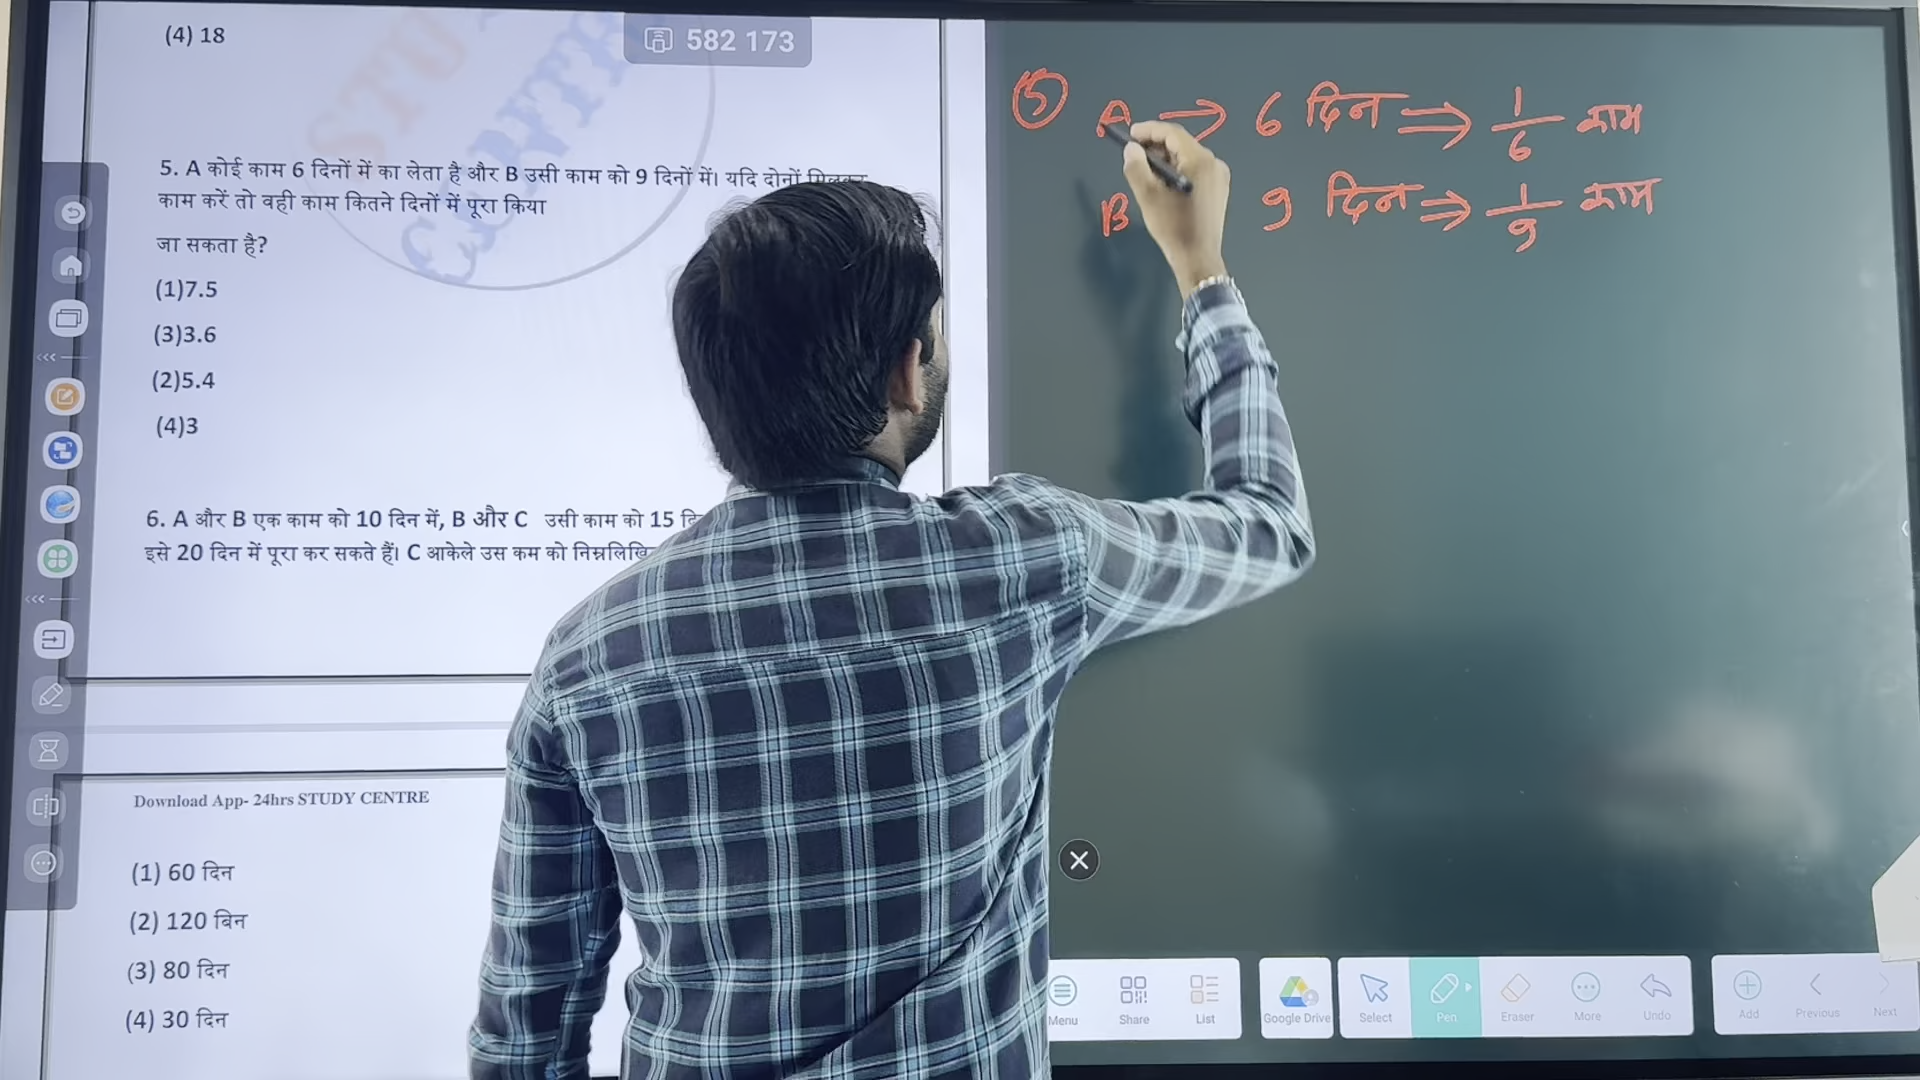 (4) 18
582 173
5. A कोई काम 6 दिनों में का लेता है और B उसी काम को 9 दिनों में। यदि दोनों मिलकर
काम करें तो वही काम कितने दिनों में पूरा किया
जा सकता है?
(1)7.5
(3)3.6
(2)5.4
(4)3
6. A और B एक काम को 10 दिन में, B और C उसी काम को 15
इसे 20 दिन में पूरा कर सकते हैं। C आकेले उस कम को
Download App- 24hrs STUDY CENTRE
(1) 60 दिन
(2) 120 बिन
(3) 80 दिन
(4) 30 दिन
(5) A → 6 दिन ⇒ 1/6 काम
B 9 दिन ⇒ 1/9 काम
Menu Share List Google Drive Select Pen Eraser More Undo Add Previous Next